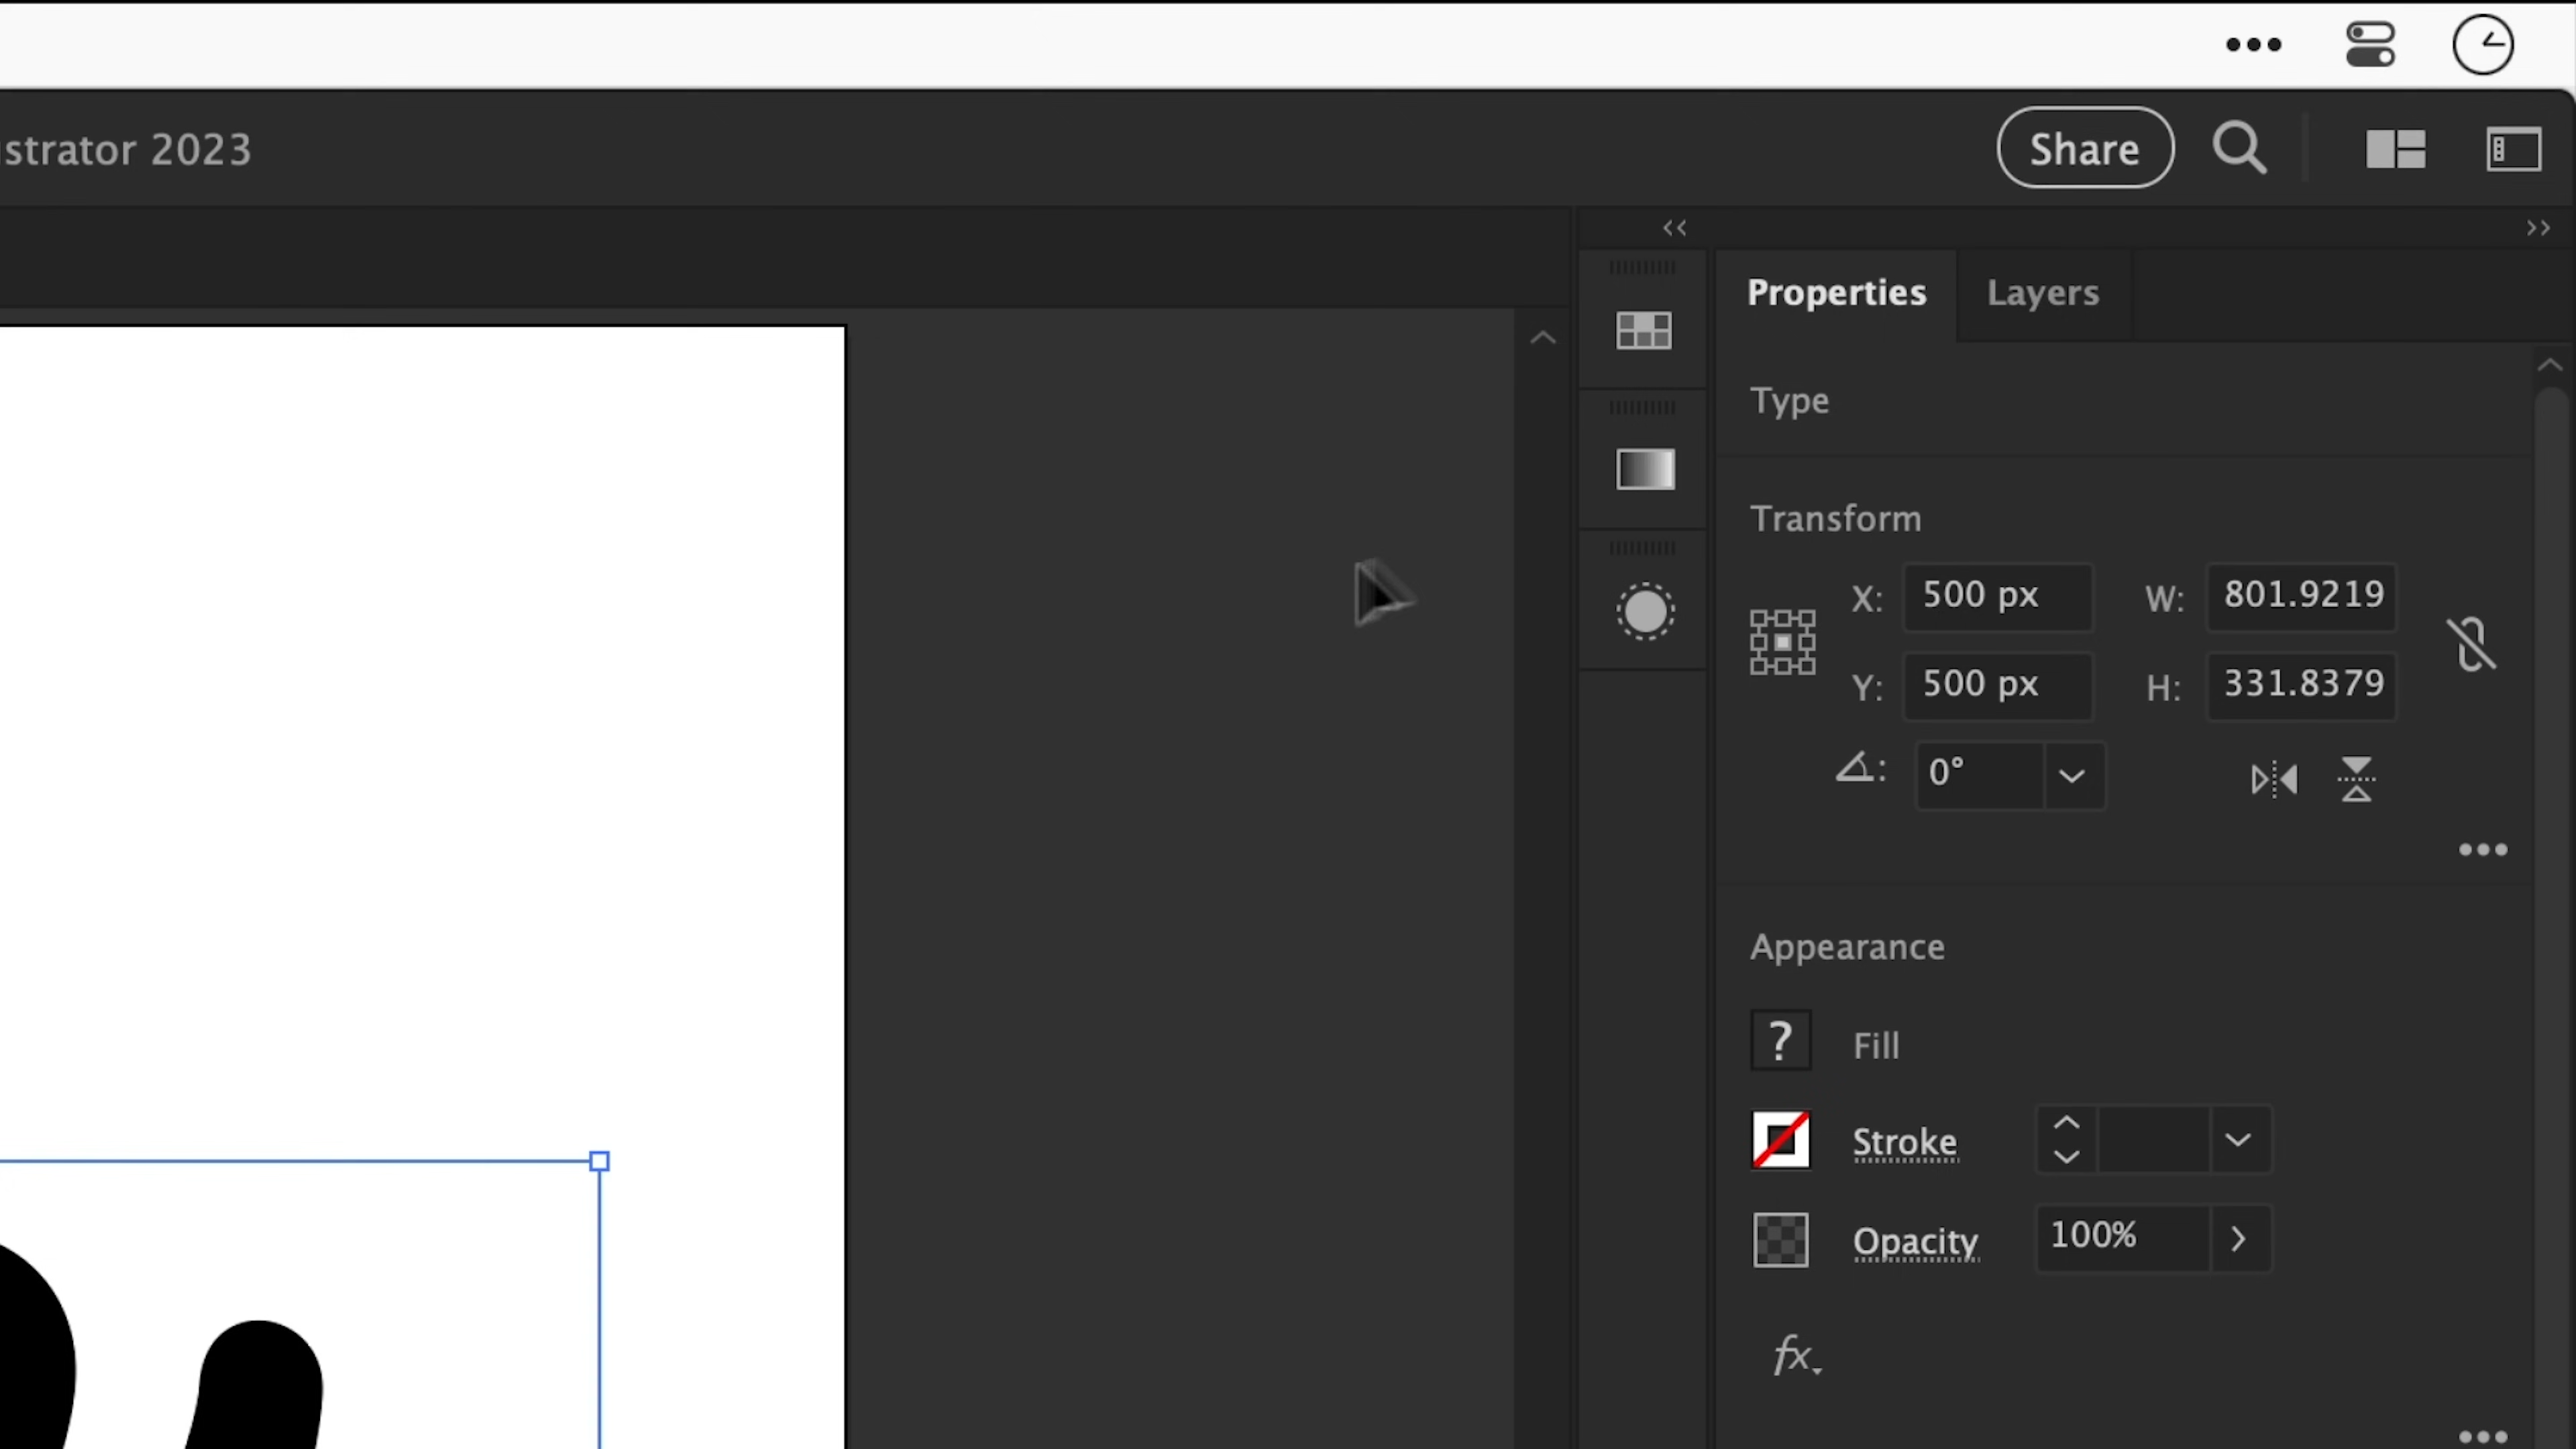 strator 2023
Share
Properties Layers
Type
Transform
X: 500 px W: 801.9219
Y: 500 px H: 331.8379
: 0°
Appearance
? Fill
Stroke
Opacity 100%
fx